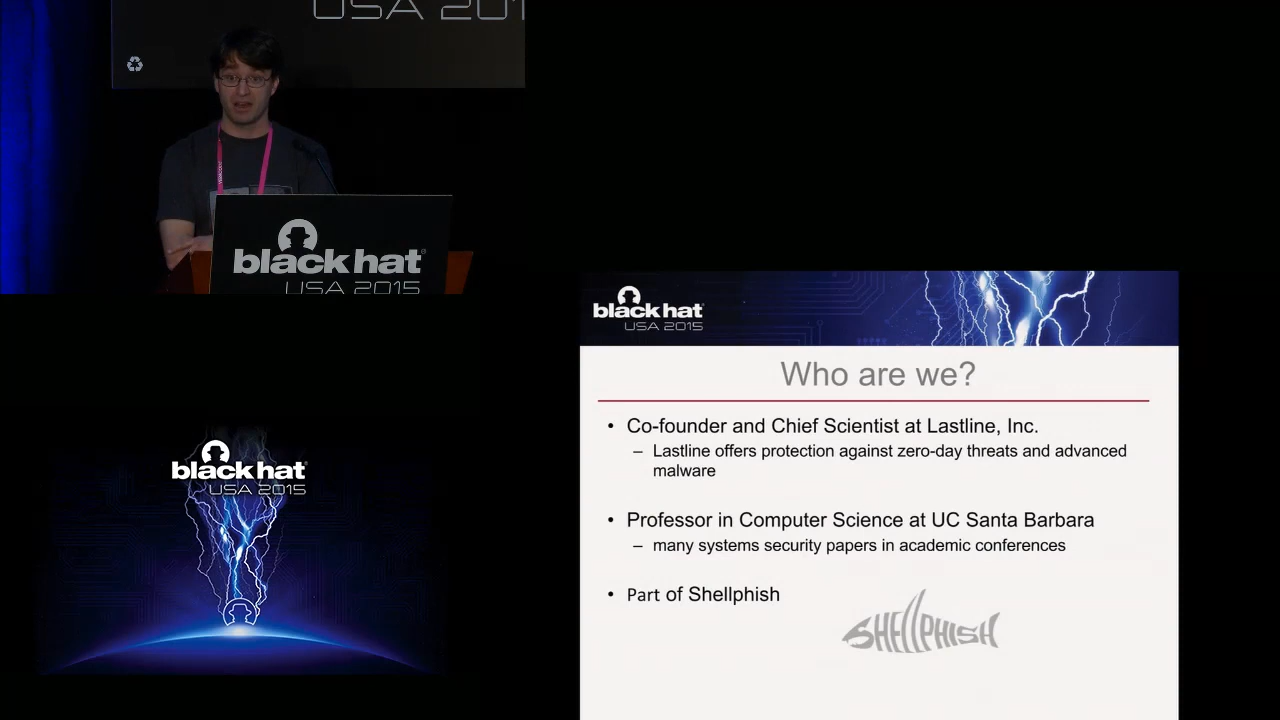 USA 201
black hat
USA 2015
black hat
USA 2015
Who are we?
• Co-founder and Chief Scientist at Lastline, Inc.
– Lastline offers protection against zero-day threats and advanced
malware
• Professor in Computer Science at UC Santa Barbara
– many systems security papers in academic conferences
• Part of Shellphish
SHELLPHISH
black hat
USA 2015